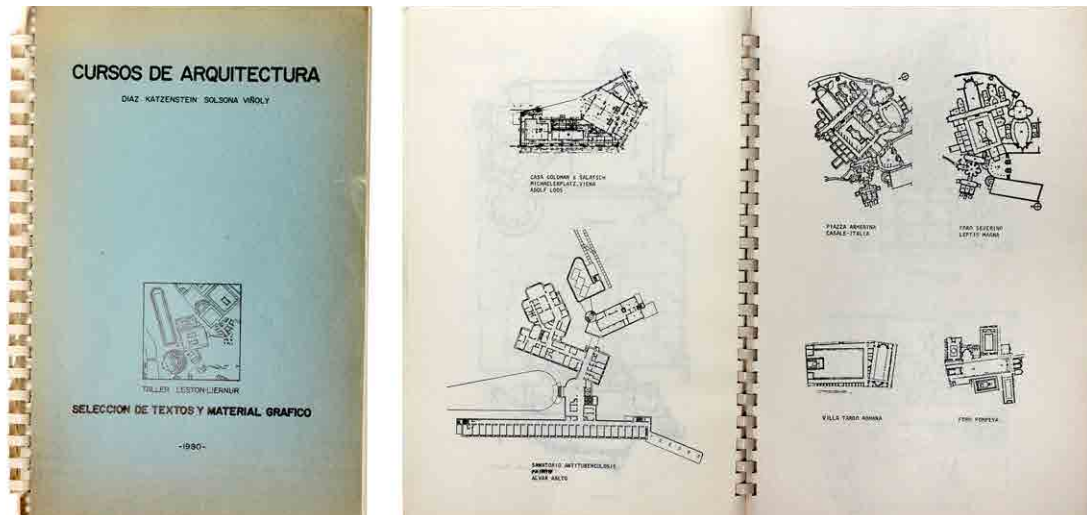 CURSOS DE ARQUITECTURA
DIAZ KATZENSTEIN SOLSONA VIÑOLY
TALLER LESTON-LIERNUR
SELECCION DE TEXTOS Y MATERIAL GRAFICO
-1980-
CASA GOLDMAN & SALATSCH
MICHAELERPLATZ, VIENA
ADOLF LOOS
SANATORIO ANTITUBERCULOSIS
ALVAR AALTO
PIAZZA ARMERINA
CASALE-ITALIA
FORO SEVERINO
LEPTIS MAGNA
VILLA TARDO ROMANA
FORO POMPEYA